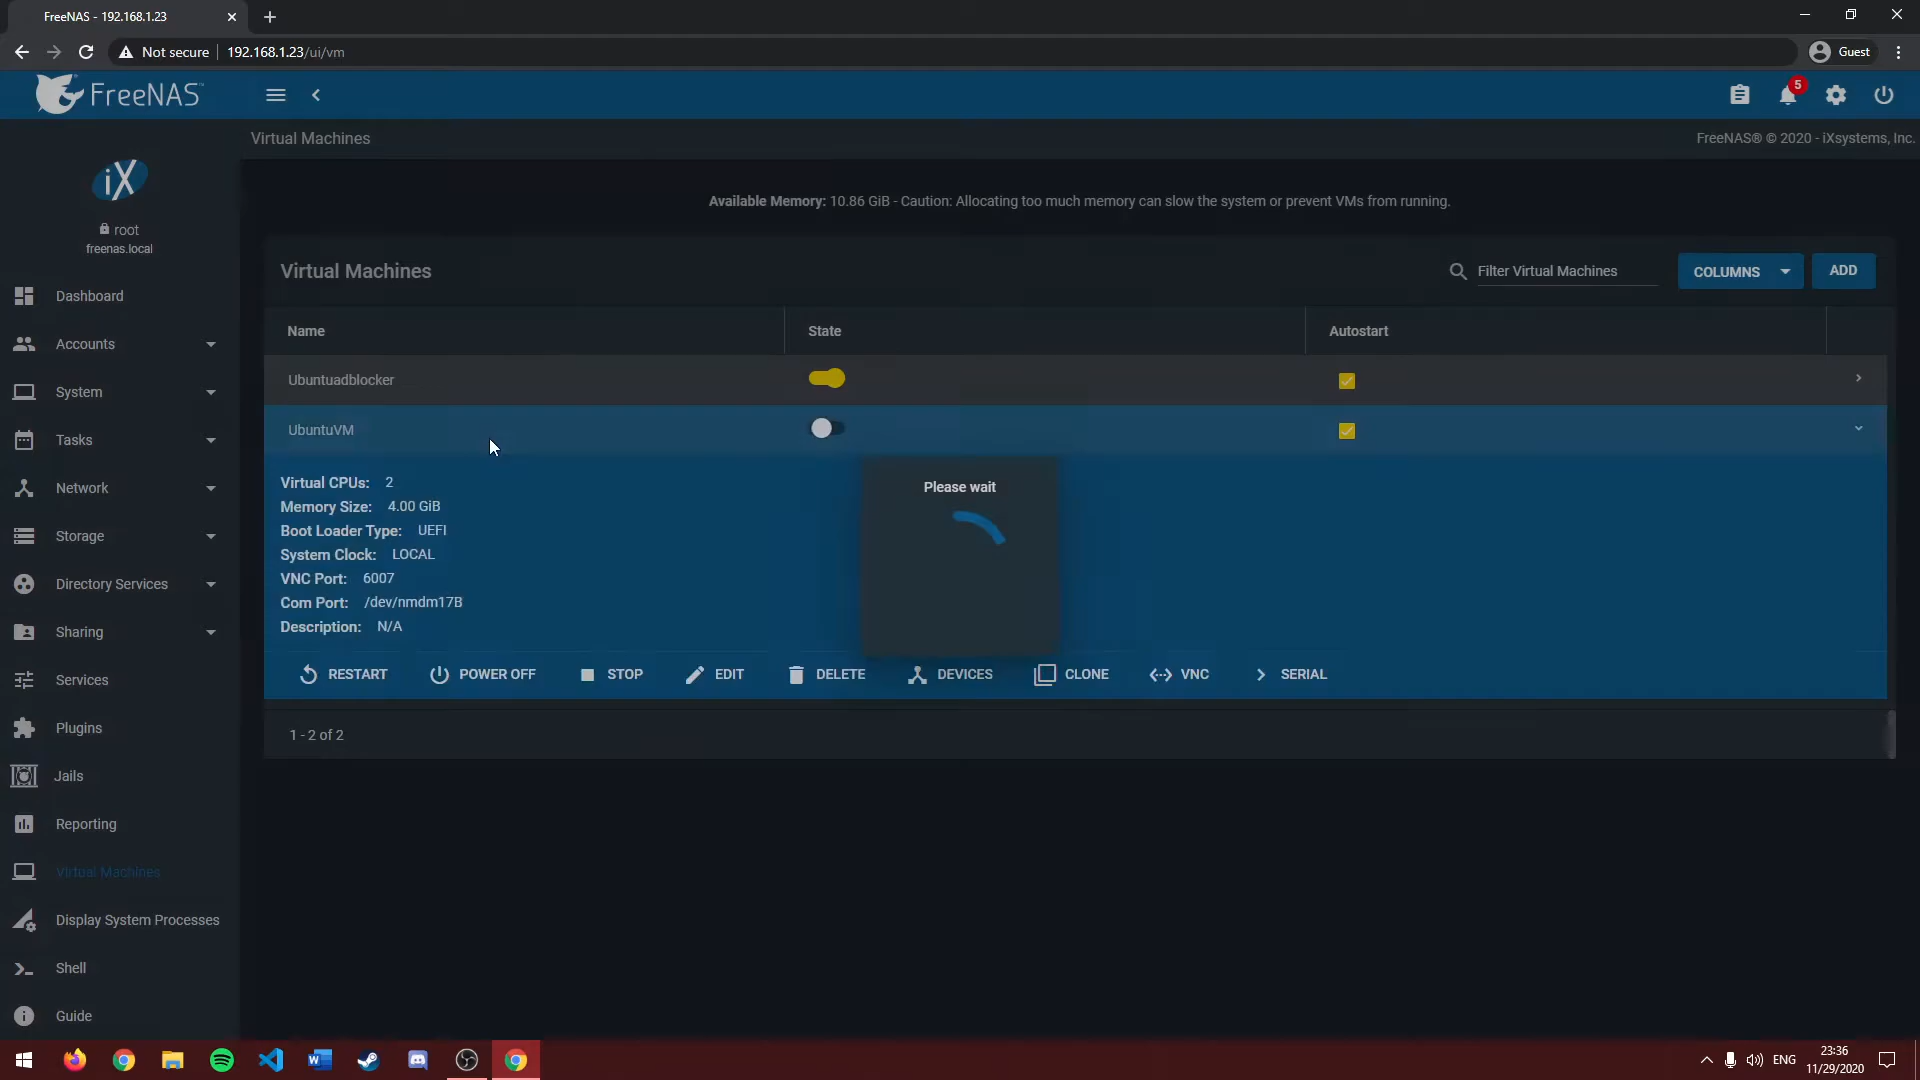 FreeNAS - 192.168.1.23
Not secure
192.168.1.23/ui/vm
Guest
FreeNAS™
5
Virtual Machines
FreeNAS® © 2020 - iXsystems, Inc.
iX
root
freenas.local
Dashboard
Accounts
System
Tasks
Network
Storage
Directory Services
Sharing
Services
Plugins
Jails
Reporting
Virtual Machines
Display System Processes
Shell
Guide
Available Memory: 10.86 GiB - Caution: Allocating too much memory can slow the system or prevent VMs from running.
Virtual Machines
Filter Virtual Machines
COLUMNS
ADD
Name
State
Autostart
Ubuntuadblocker
UbuntuVM
Virtual CPUs: 2
Memory Size: 4.00 GiB
Boot Loader Type: UEFI
System Clock: LOCAL
VNC Port: 6007
Com Port: /dev/nmdm17B
Description: N/A
Please wait
RESTART
POWER OFF
STOP
EDIT
DELETE
DEVICES
CLONE
VNC
SERIAL
1 - 2 of 2
ENG
23:36
11/29/2020